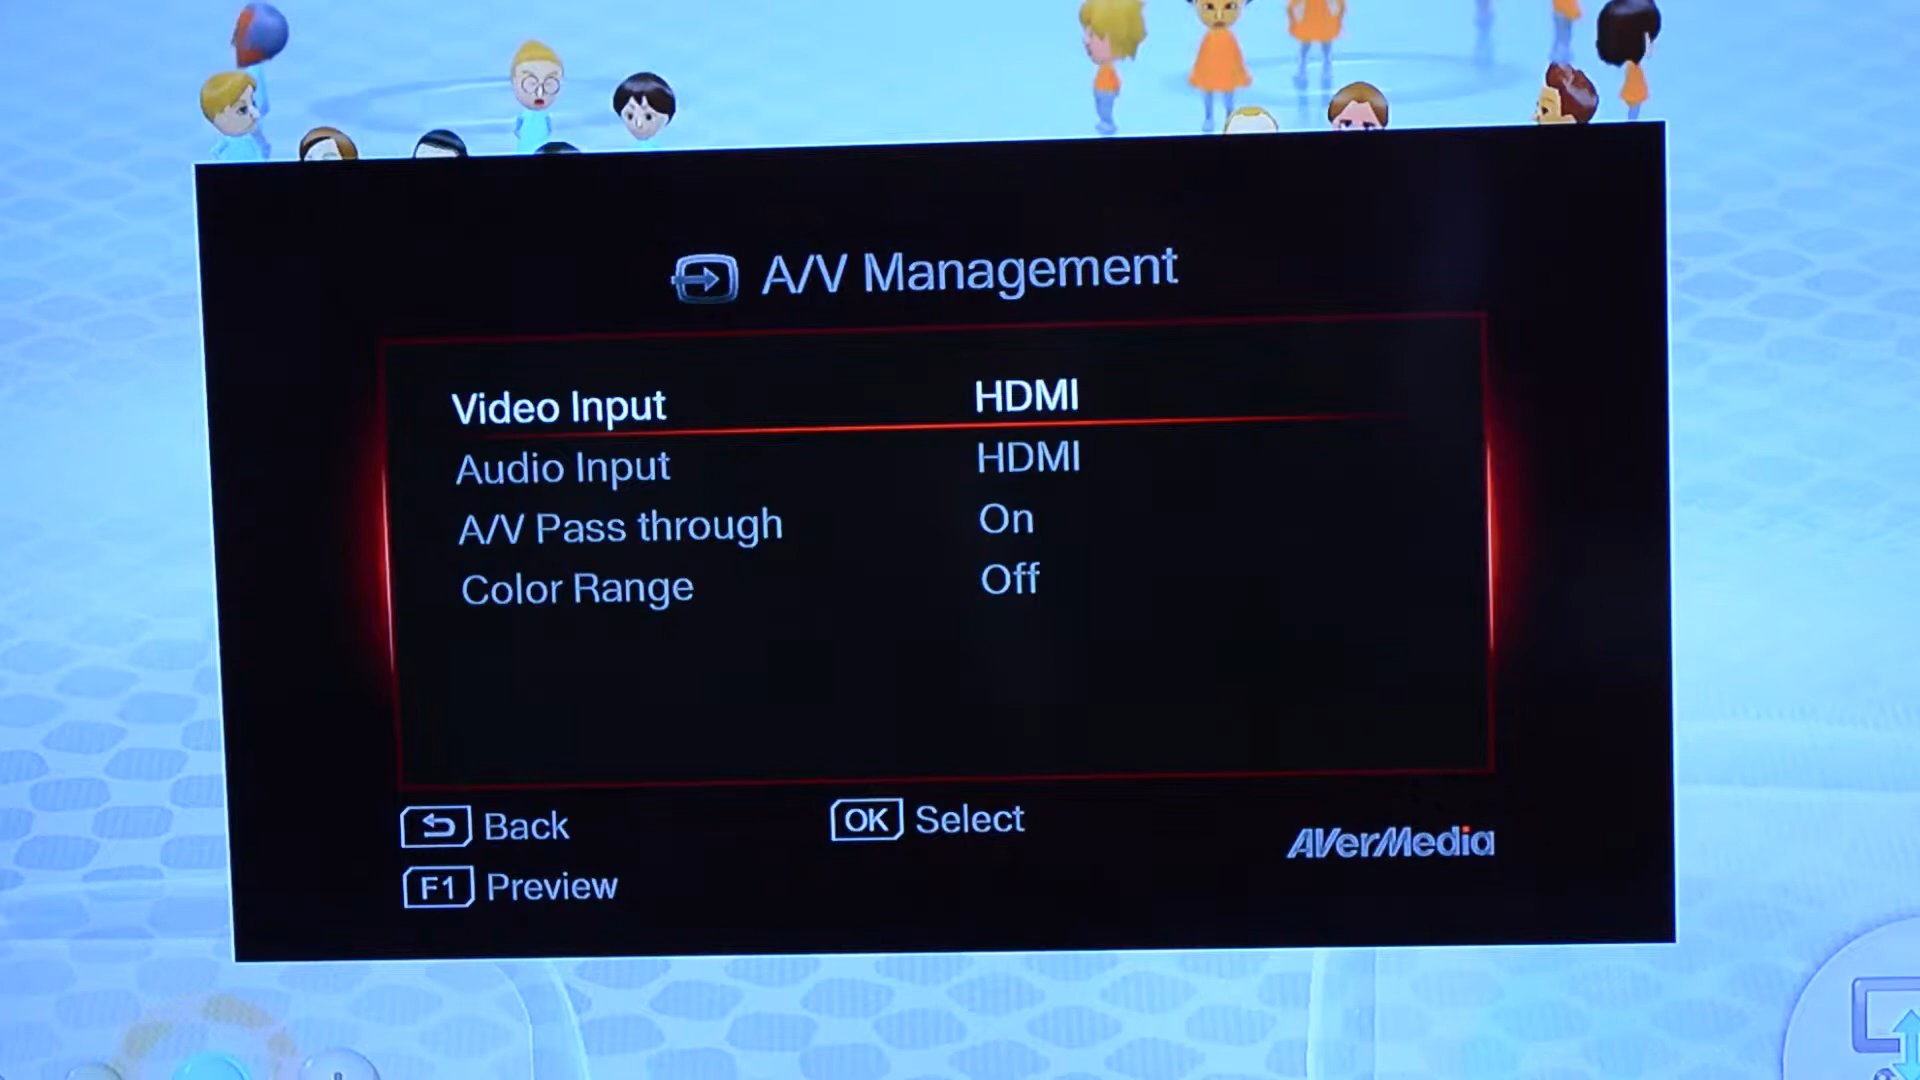 A/V Management
Video Input HDMI
Audio Input HDMI
A/V Pass through On
Color Range Off
Back
OK Select
AVerMedia
F1 Preview